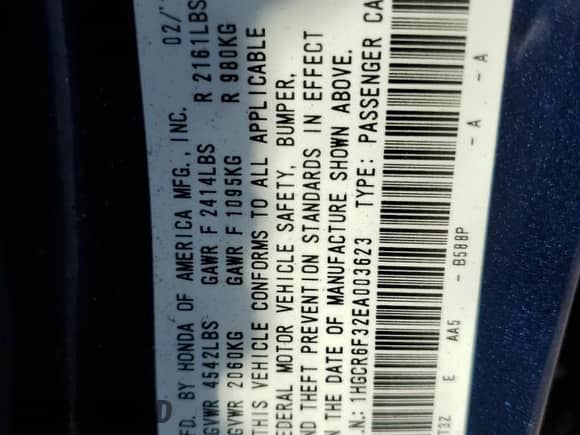 FD. BY HONDA OF AMERICA MFG., INC. 02/
GVWR 4542LBS GAWR F 2414LBS R 2161LBS
GVWR 2060KG GAWR F 1095KG R 980KG
THIS VEHICLE CONFORMS TO ALL APPLICABLE
EDERAL MOTOR VEHICLE SAFETY, BUMPER,
ND THEFT PREVENTION STANDARDS IN EFFECT
N THE DATE OF MANUFACTURE SHOWN ABOVE.
.N.: 1HGCR6F32EA003623 TYPE: PASSENGER CA
T3Z E AA5 - B588P - A - A